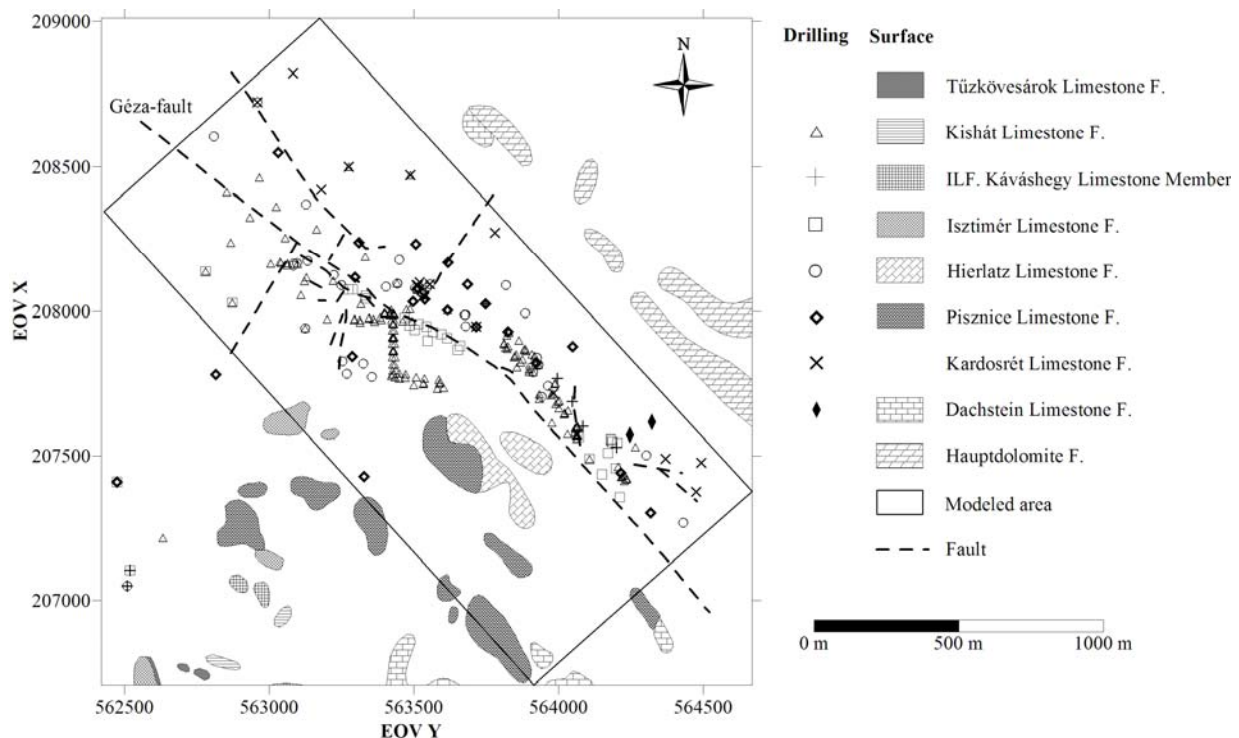 209000
208500
208000
207500
207000
EOV X
562500
563000
563500
564000
564500
EOV Y
Géza-fault
N
Drilling Surface
Tűzkövesárok Limestone F.
Kishát Limestone F.
ILF. Káváshegy Limestone Member
Isztimér Limestone F.
Hierlatz Limestone F.
Pisznice Limestone F.
Kardosrét Limestone F.
Dachstein Limestone F.
Hauptdolomite F.
Modeled area
Fault
0 m 500 m 1000 m